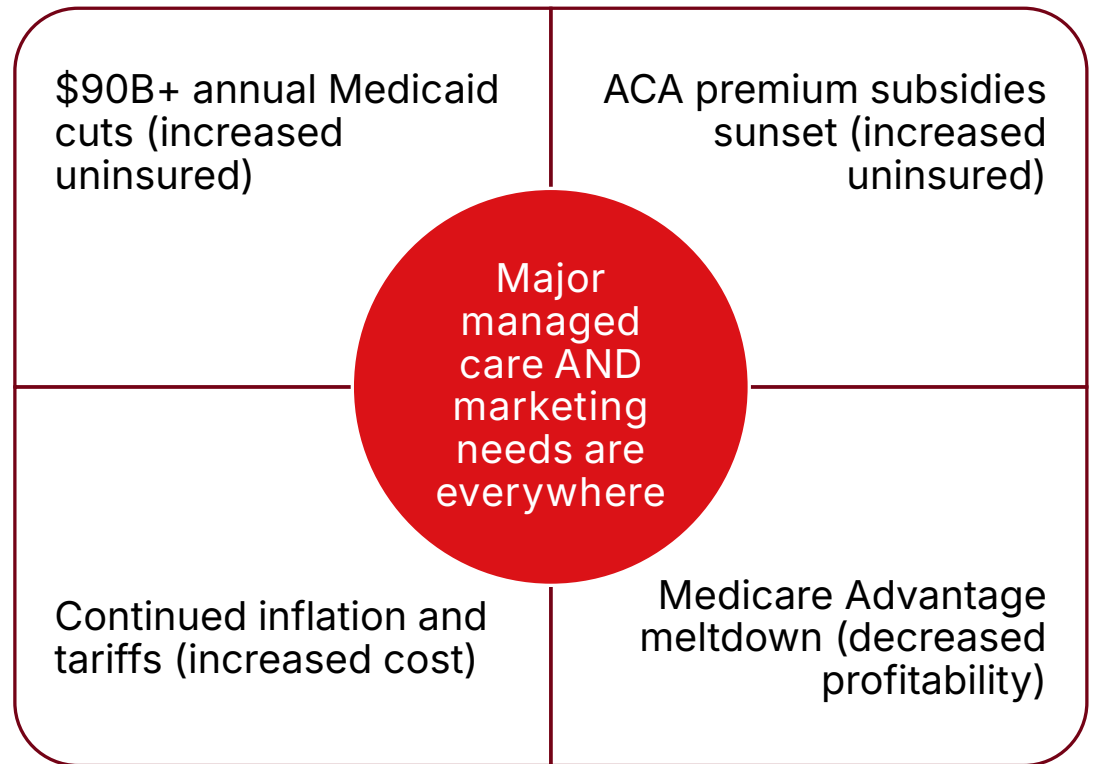 $90B+ annual Medicaid
cuts (increased
uninsured)
ACA premium subsidies
sunset (increased
uninsured)
Major
managed
care AND
marketing
needs are
everywhere
Continued inflation and
tariffs (increased cost)
Medicare Advantage
meltdown (decreased
profitability)